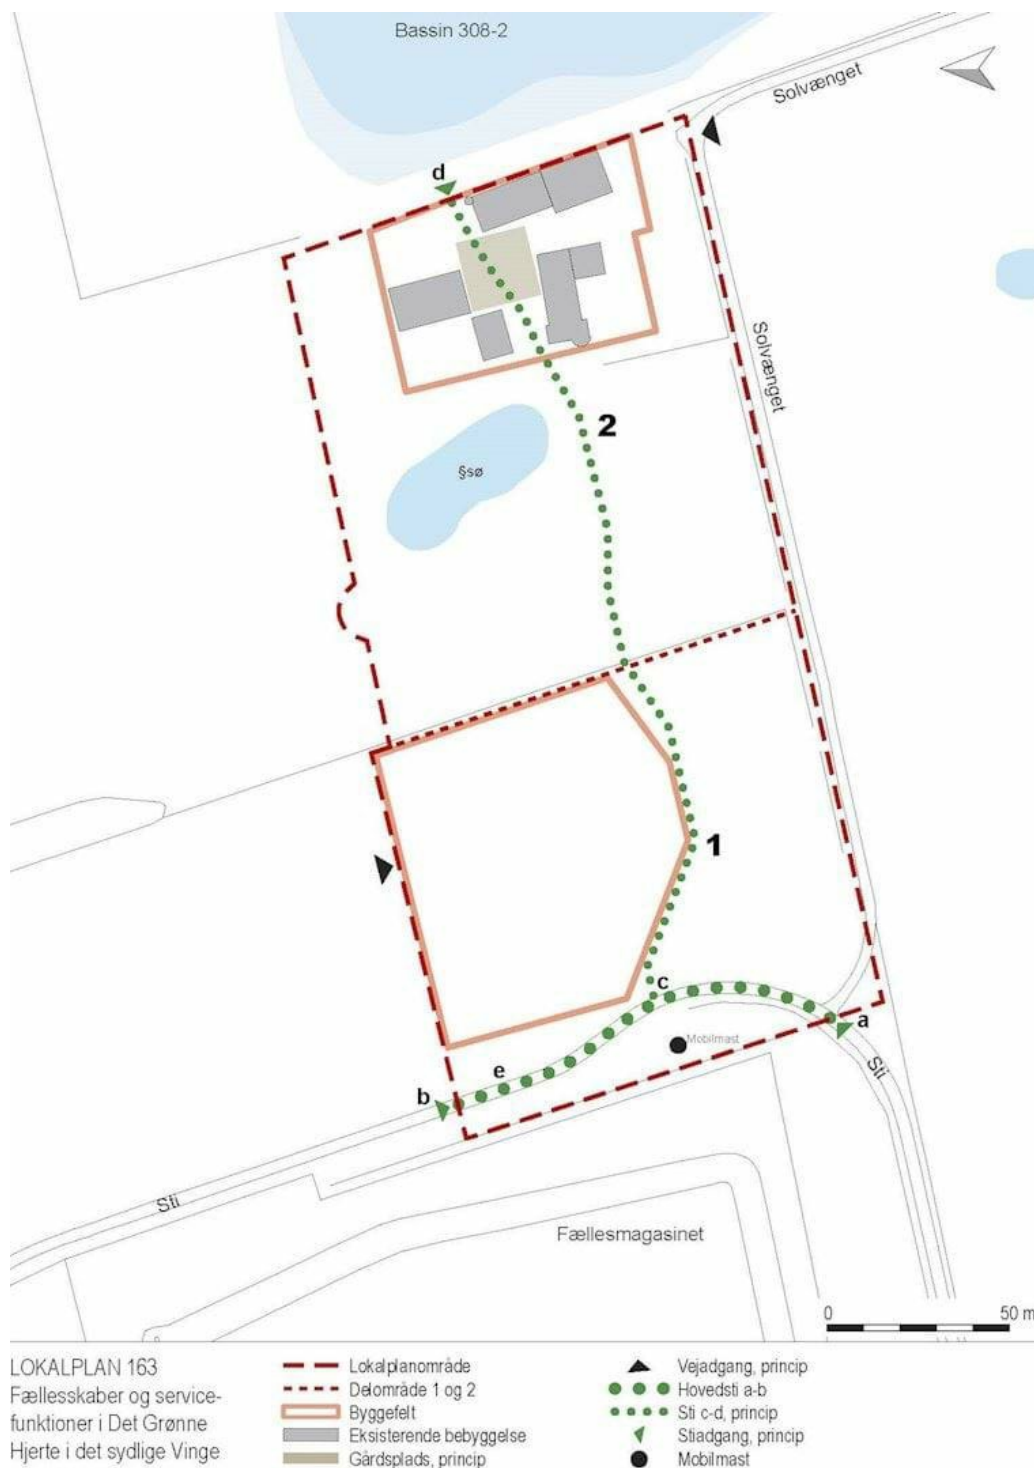 Bassin 308-2
Solvænget
d
Solvænget
2
§sø
1
c
Mobilmast
a
e
b
Sti
Sti
Fællesmagasinet
0
50 m
LOKALPLAN 163
Fællesskaber og service-
funktioner i Det Grønne
Hjerte i det sydlige Vinge
Lokalplanområde
Delområde 1 og 2
Byggefelt
Eksisterende bebyggelse
Gårdsplads, princip
Vejadgang, princip
Hovedsti a-b
Sti c-d, princip
Stiadgang, princip
Mobilmast